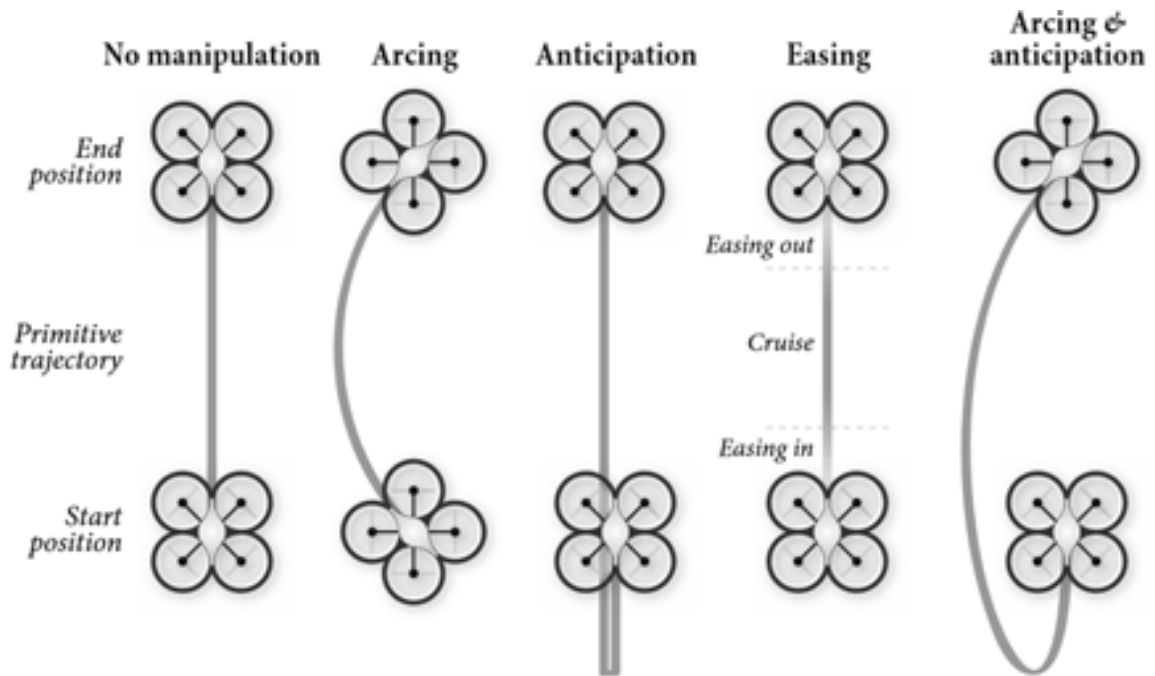 No manipulation
Arcing
Anticipation
Easing
Arcing &
anticipation
End
position
Easing out
Primitive
trajectory
Cruise
Easing in
Start
position